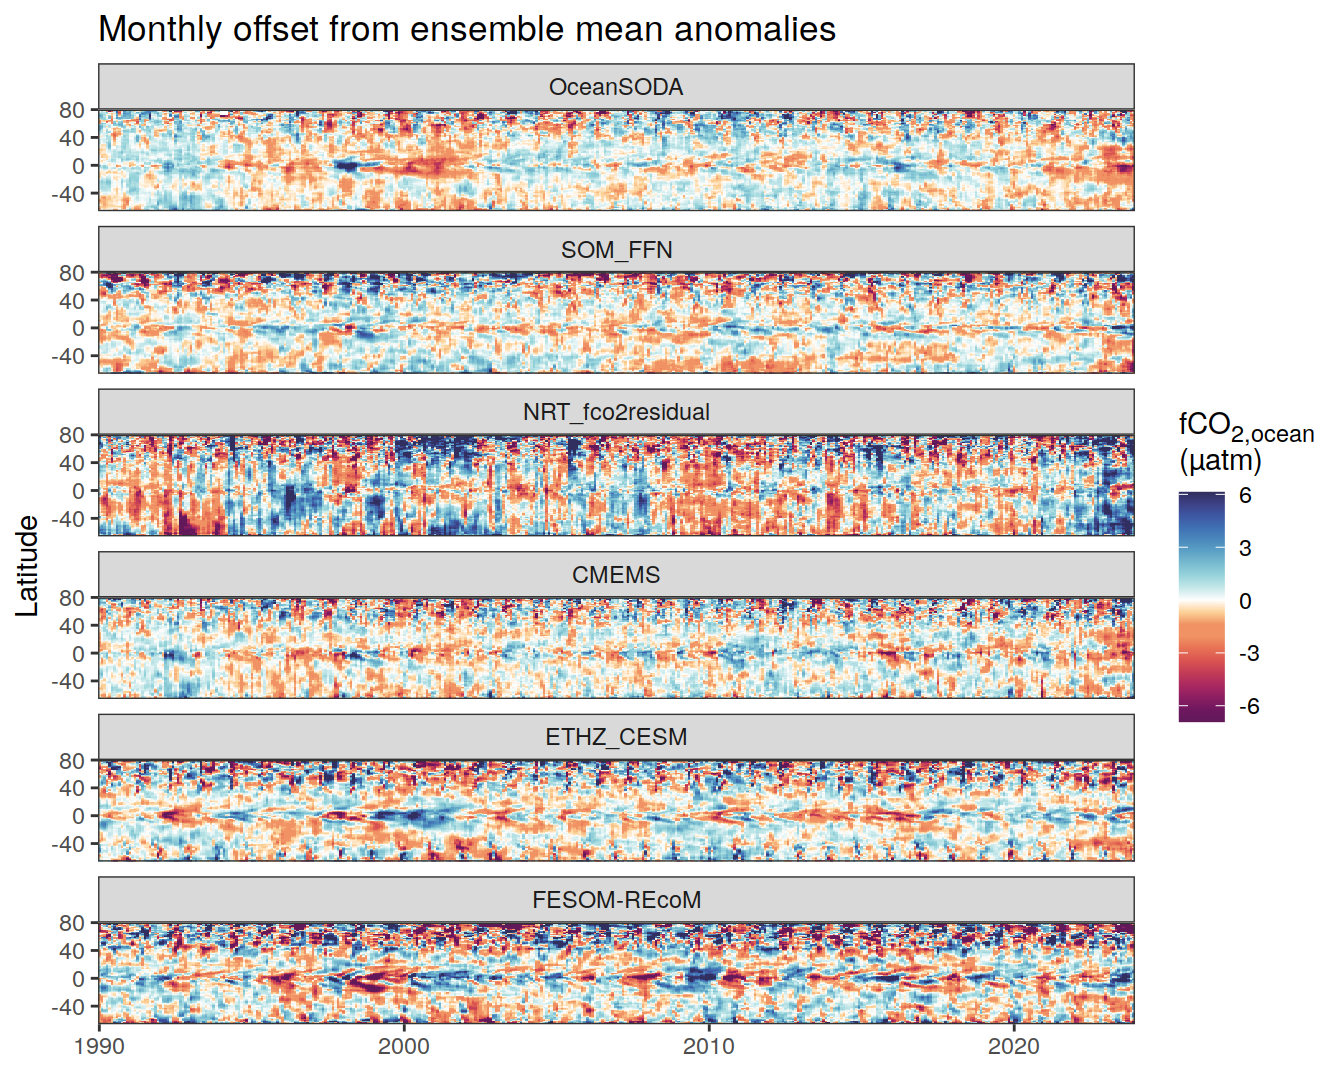 Monthly offset from ensemble mean anomalies
OceanSODA
80
40
0
-40
SOM_FFN
80
40
0
-40
NRT_fco2residual
80
40
0
-40
CMEMS
80
40
0
-40
ETHZ_CESM
80
40
0
-40
FESOM-REcoM
80
40
0
-40
1990 2000 2010 2020
Latitude
fCO2,ocean
(µatm)
6
3
0
-3
-6